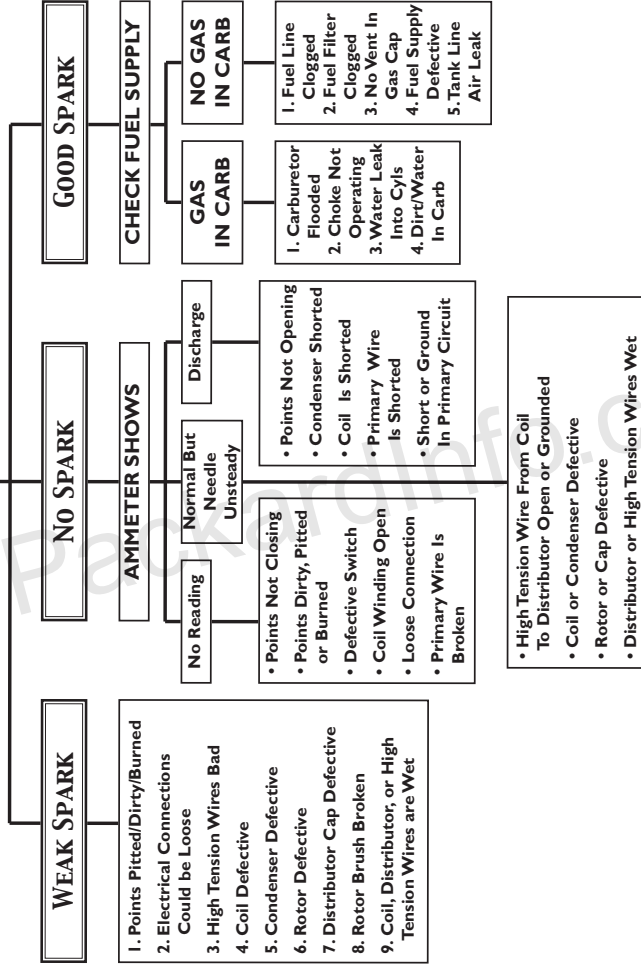 WEAK SPARK
1. Points Pitted/Dirty/Burned
2. Electrical Connections
Could be Loose
3. High Tension Wires Bad
4. Coil Defective
5. Condenser Defective
6. Rotor Defective
7. Distributor Cap Defective
8. Rotor Brush Broken
9. Coil, Distributor, or High
Tension Wires are Wet
NO SPARK
AMMETER SHOWS
No Reading
• Points Not Closing
• Points Dirty, Pitted
or Burned
• Defective Switch
• Coil Winding Open
• Loose Connection
• Primary Wire Is
Broken
Normal But
Needle
Unsteady
• High Tension Wire From Coil
To Distributor Open or Grounded
• Coil or Condenser Defective
• Rotor or Cap Defective
• Distributor or High Tension Wires Wet
Discharge
• Points Not Opening
• Condenser Shorted
• Coil Is Shorted
• Primary Wire
Is Shorted
• Short or Ground
In Primary Circuit
GOOD SPARK
CHECK FUEL SUPPLY
GAS
IN CARB
1. Carburetor
Flooded
2. Choke Not
Operating
3. Water Leak
Into Cyls
4. Dirt/Water
In Carb
NO GAS
IN CARB
1. Fuel Line
Clogged
2. Fuel Filter
Clogged
3. No Vent In
Gas Cap
4. Fuel Supply
Defective
5. Tank Line
Air Leak
PackardInfo.c